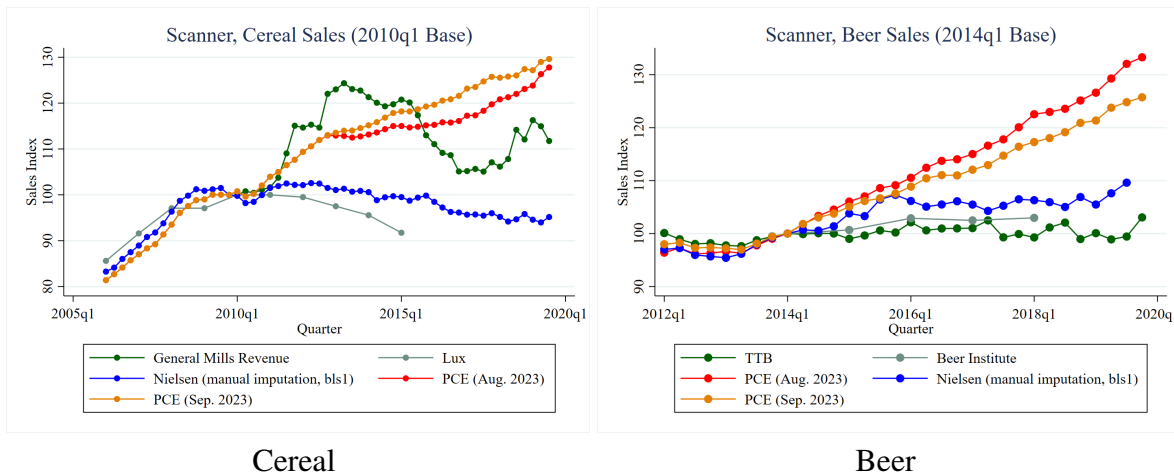 Scanner, Cereal Sales (2010q1 Base)
Sales Index
130
120
110
100
90
80
2005q1 2010q1 2015q1 2020q1
Quarter
General Mills Revenue Lux
Nielsen (manual imputation, bls1) PCE (Aug. 2023)
PCE (Sep. 2023)
Cereal
Scanner, Beer Sales (2014q1 Base)
Sales Index
130
120
110
100
90
2012q1 2014q1 2016q1 2018q1 2020q
Quarter
TTB Beer Institute
PCE (Aug. 2023) Nielsen (manual imputation, bls1)
PCE (Sep. 2023)
Beer